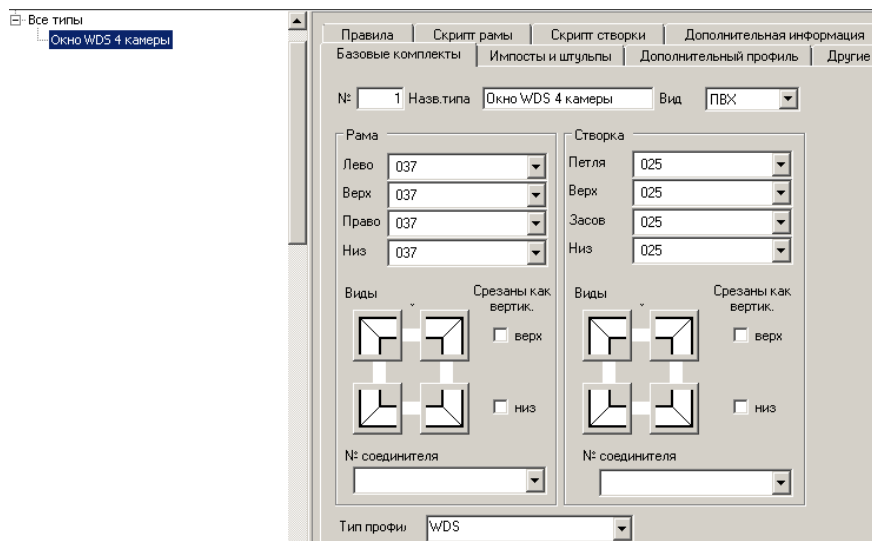 Все типы
Окно WDS 4 камеры
Правила Скрипт рамы Скрипт створки Дополнительная информация
Базовые комплекты Импосты и штульпы Дополнительный профиль Другие
№ 1 Назв.типа Окно WDS 4 камеры Вид ПВХ
Рама Створка
Лево 037 Петля 025
Верх 037 Верх 025
Право 037 Засов 025
Низ 037 Низ 025
Виды Срезаны как Виды Срезаны как
вертик. вертик.
верх верх
низ низ
№ соединителя № соединителя
Тип профи WDS